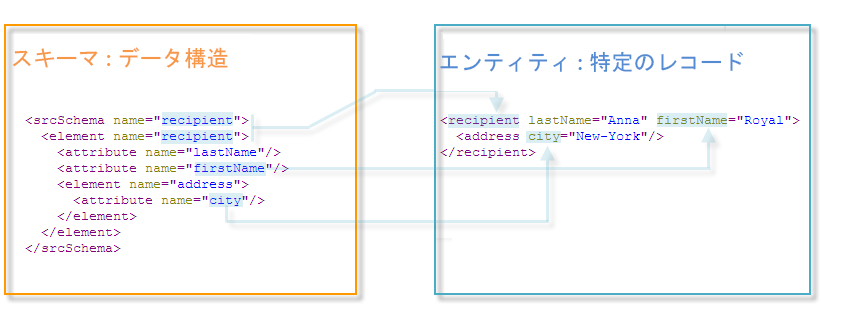 スキーマ : データ構造
<srcSchema name="recipient">
<element name="recipient">
<attribute name="lastName"/>
<attribute name="firstName"/>
<element name="address">
<attribute name="city"/>
</element>
</element>
</srcSchema>
エンティティ : 特定のレコード
<recipient lastName="Anna" firstName="Royal">
<address city="New-York"/>
</recipient>